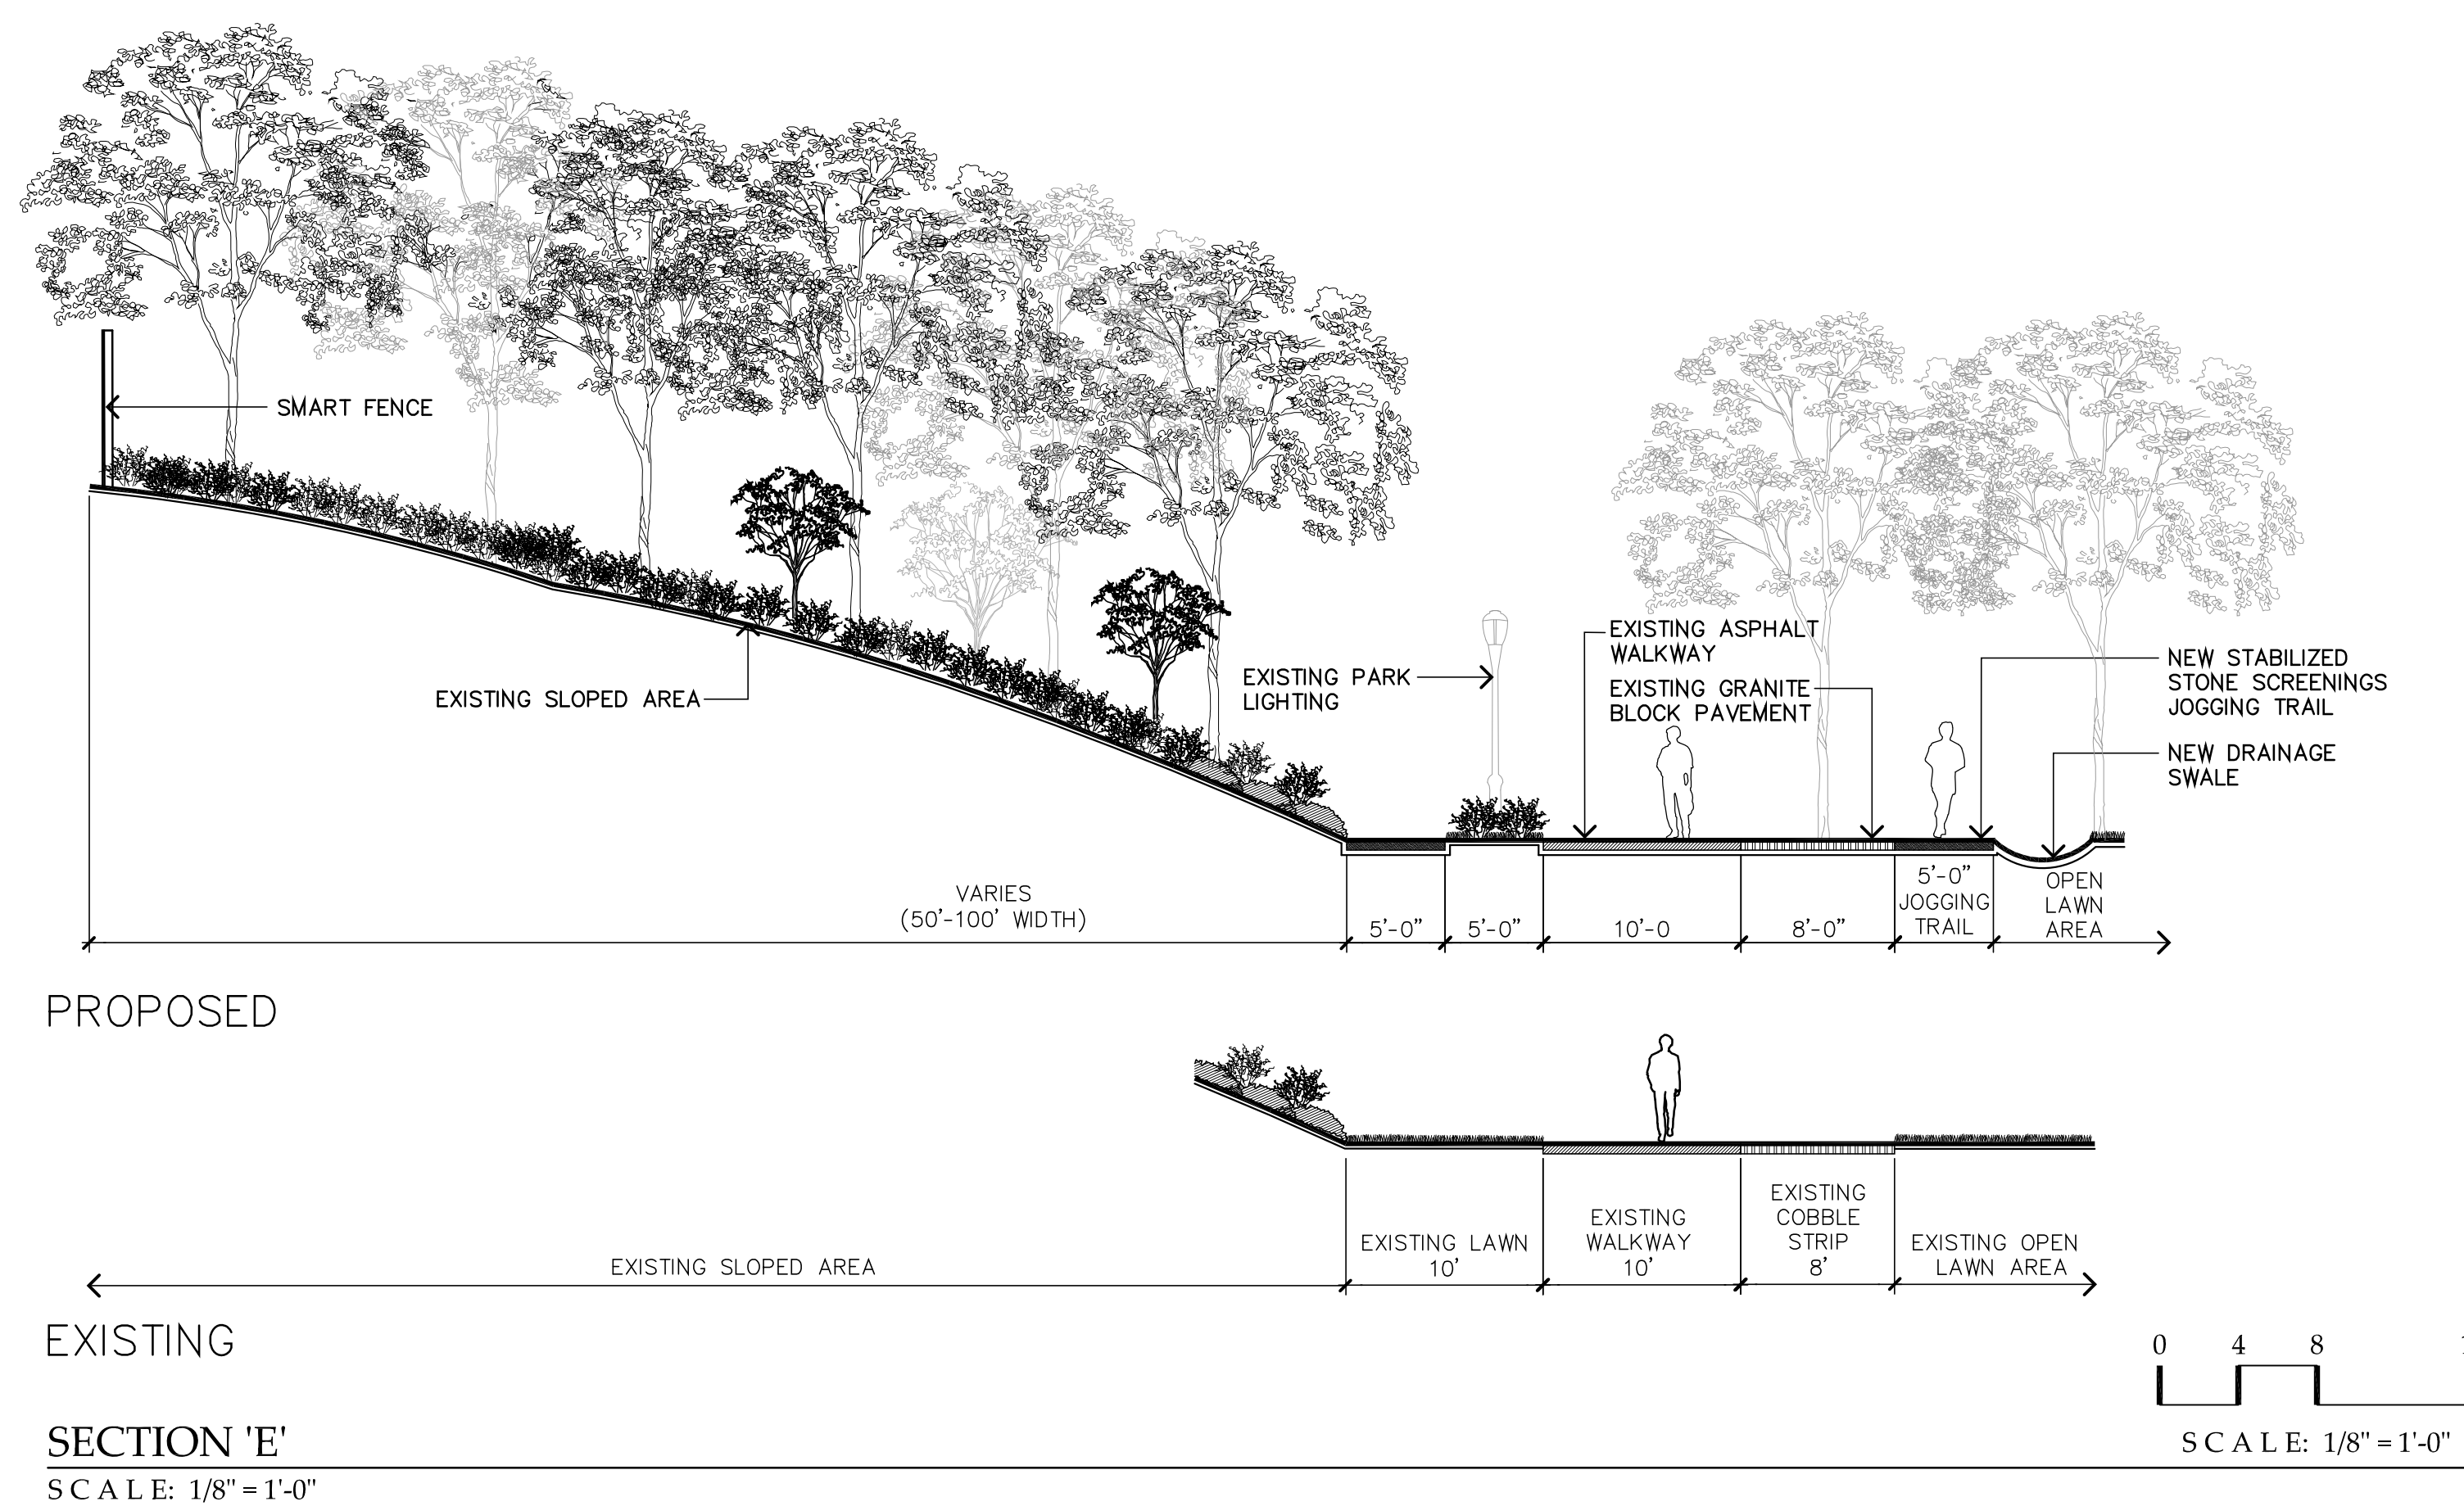 SMART FENCE
EXISTING SLOPED AREA
EXISTING PARK
LIGHTING
EXISTING ASPHALT
WALKWAY
EXISTING GRANITE
BLOCK PAVEMENT
NEW STABILIZED
STONE SCREENINGS
JOGGING TRAIL
NEW DRAINAGE
SWALE
VARIES
(50'-100' WIDTH)
5'-0"
5'-0"
10'-0
8'-0"
5'-0"
JOGGING
TRAIL
OPEN
LAWN
AREA
PROPOSED
EXISTING SLOPED AREA
EXISTING LAWN
10'
EXISTING
WALKWAY
10'
EXISTING
COBBLE
STRIP
8'
EXISTING OPEN
LAWN AREA
EXISTING
0 4 8
SECTION 'E'
SCALE: 1/8" = 1'-0"
SCALE: 1/8" = 1'-0"